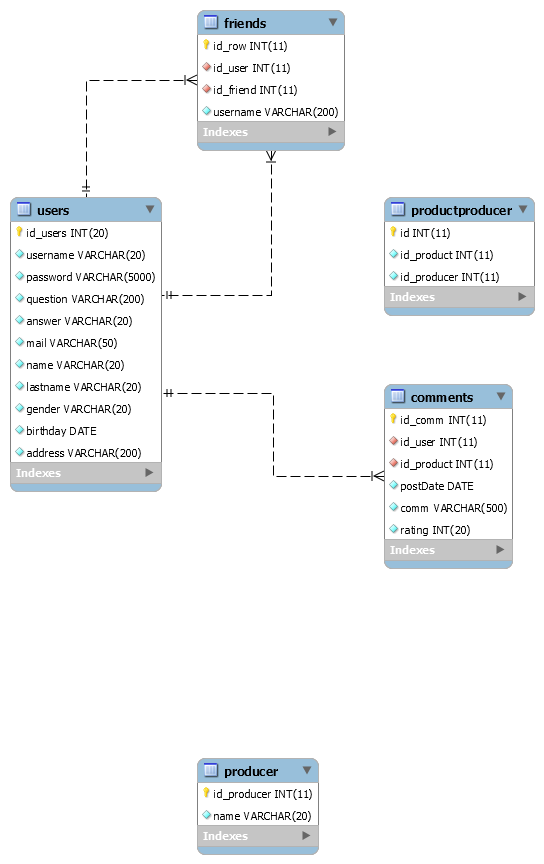 friends
id_row INT(11)
id_user INT(11)
id_friend INT(11)
username VARCHAR(200)
Indexes
users
id_users INT(20)
username VARCHAR(20)
password VARCHAR(5000)
question VARCHAR(200)
answer VARCHAR(20)
mail VARCHAR(50)
name VARCHAR(20)
lastname VARCHAR(20)
gender VARCHAR(20)
birthday DATE
address VARCHAR(200)
Indexes
productproducer
id INT(11)
id_product INT(11)
id_producer INT(11)
Indexes
comments
id_comm INT(11)
id_user INT(11)
id_product INT(11)
postDate DATE
comm VARCHAR(500)
rating INT(20)
Indexes
producer
id_producer INT(11)
name VARCHAR(20)
Indexes